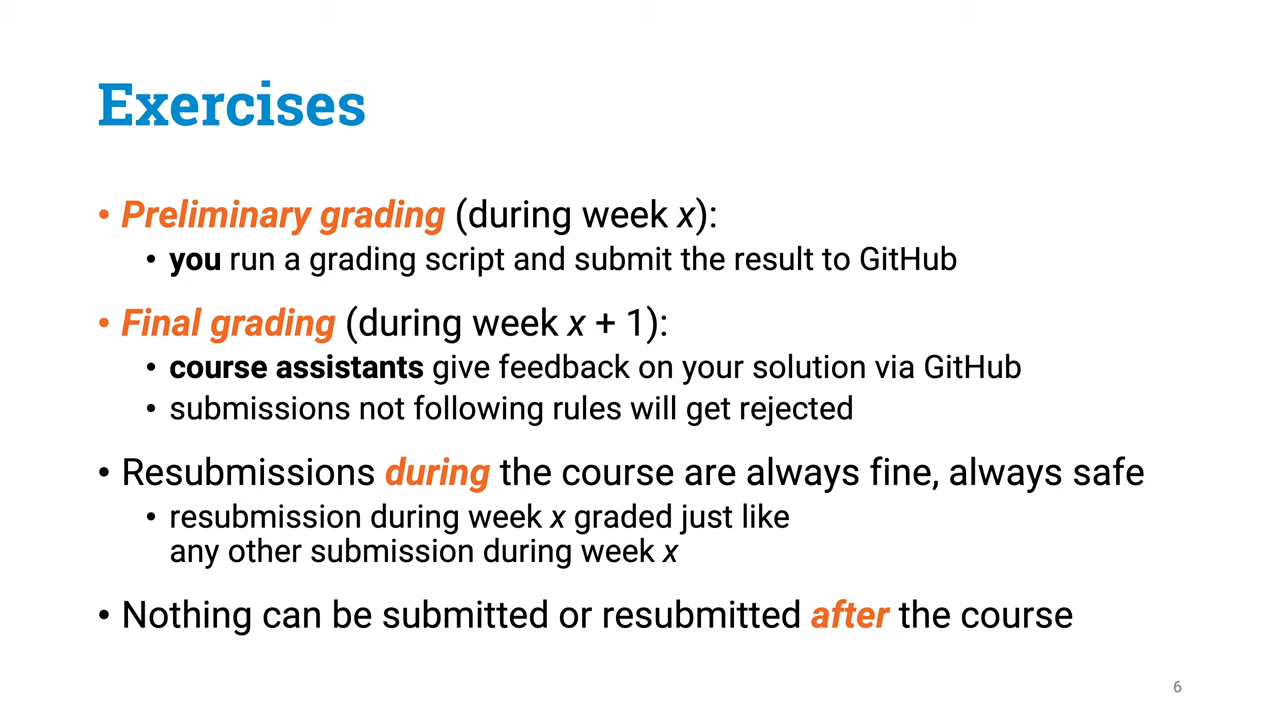 Exercises
• Preliminary grading (during week x):
• you run a grading script and submit the result to GitHub
• Final grading (during week x + 1):
• course assistants give feedback on your solution via GitHub
• submissions not following rules will get rejected
• Resubmissions during the course are always fine, always safe
• resubmission during week x graded just like
any other submission during week x
• Nothing can be submitted or resubmitted after the course
6